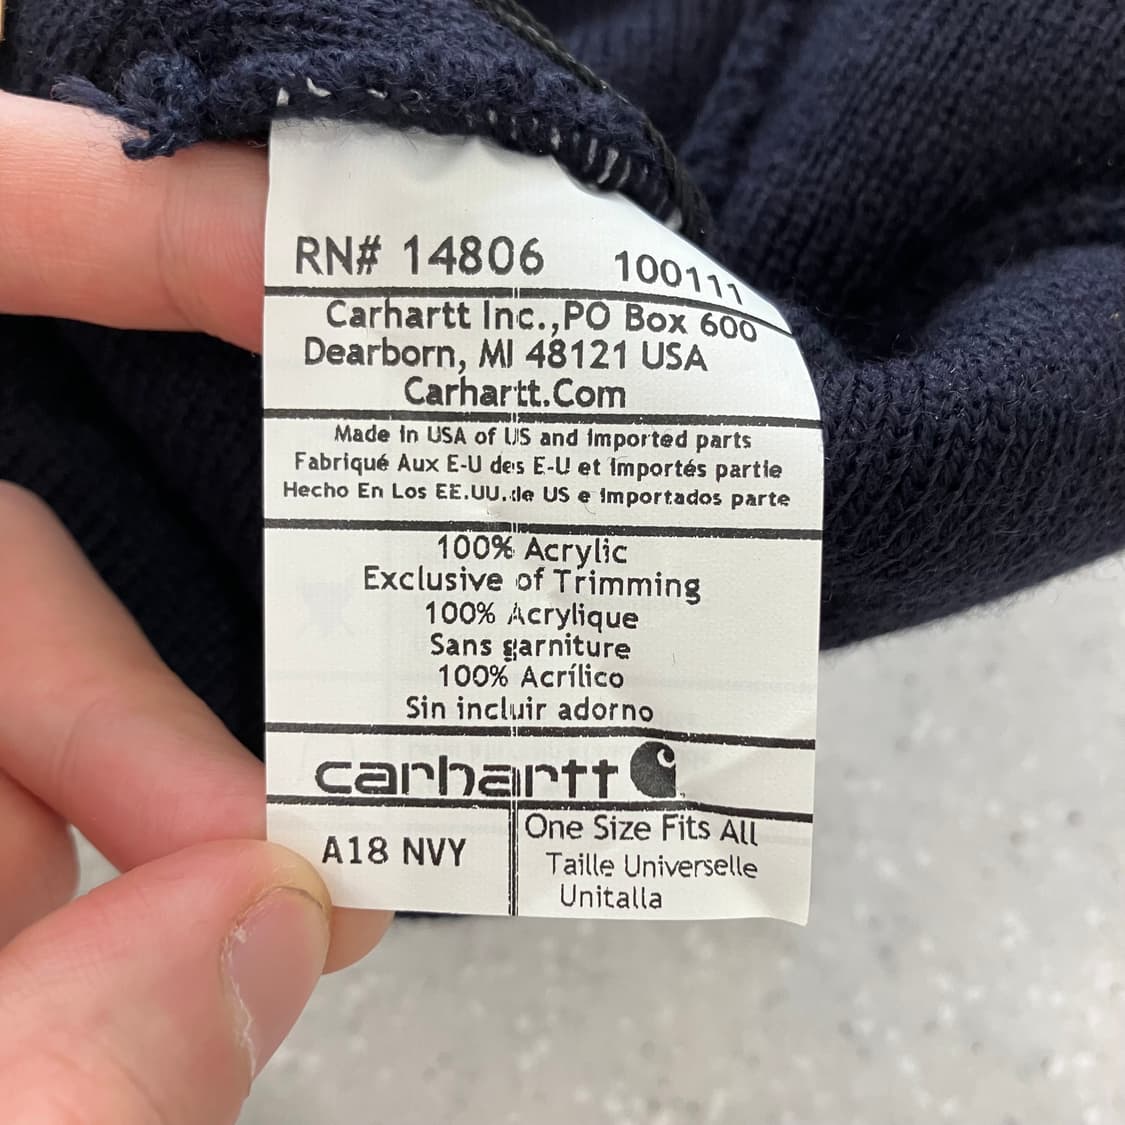 RN# 14806 100111
Carhartt Inc.,PO Box 600
Dearborn, MI 48121 USA
Carhartt.Com
Made in USA of US and imported parts
Fabriqué Aux E-U des E-U et importés partie
Hecho En Los EE.UU. de US e importados parte
100% Acrylic
Exclusive of Trimming
100% Acrylique
Sans garniture
100% Acrílico
Sin incluir adorno
carhartt
A18 NVY
One Size Fits All
Taille Universelle
Unitalla